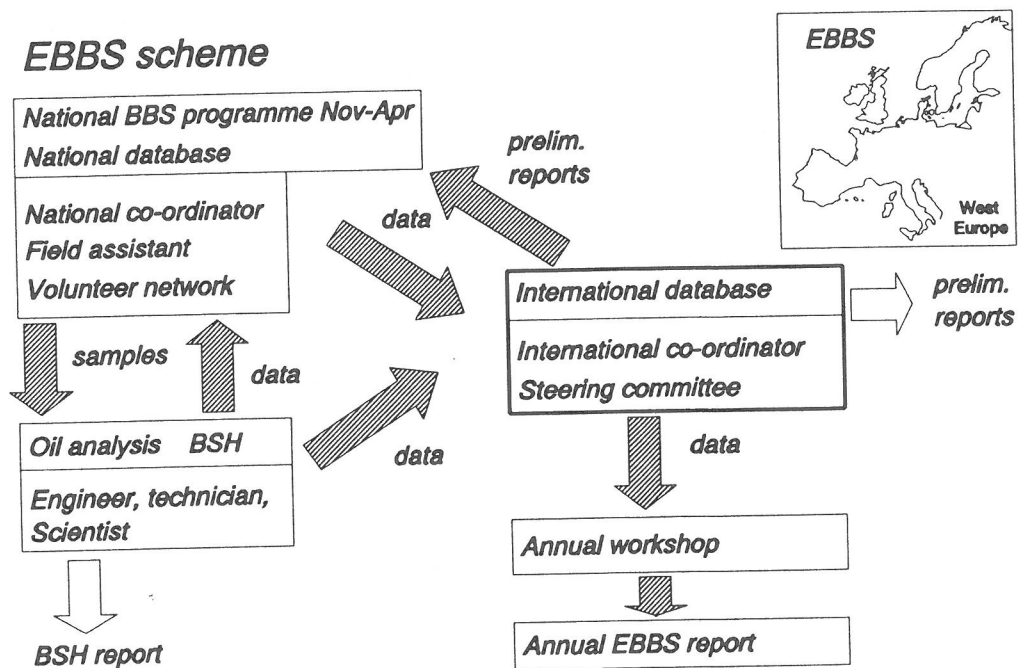 EBBS scheme
National BBS programme Nov-Apr
National database
National co-ordinator
Field assistant
Volunteer network
samples
data
Oil analysis BSH
Engineer, technician,
Scientist
BSH report
data
data
prelim.
reports
International database
International co-ordinator
Steering committee
prelim.
reports
data
Annual workshop
Annual EBBS report
EBBS
West
Europe